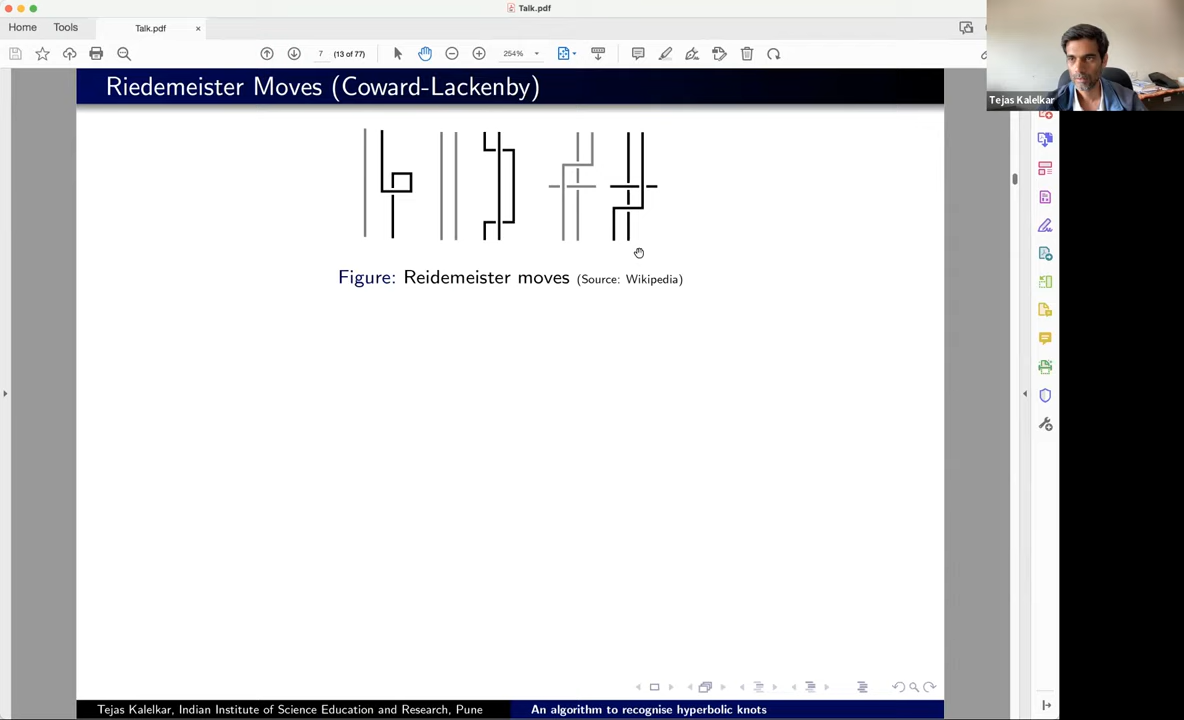 Talk.pdf
Home Tools Talk.pdf ×
7 (13 of 77) 254%
Tejas Kalelkar
Riedemeister Moves (Coward-Lackenby)
Figure: Reidemeister moves (Source: Wikipedia)
Tejas Kalelkar, Indian Institute of Science Education and Research, Pune An algorithm to recognise hyperbolic knots